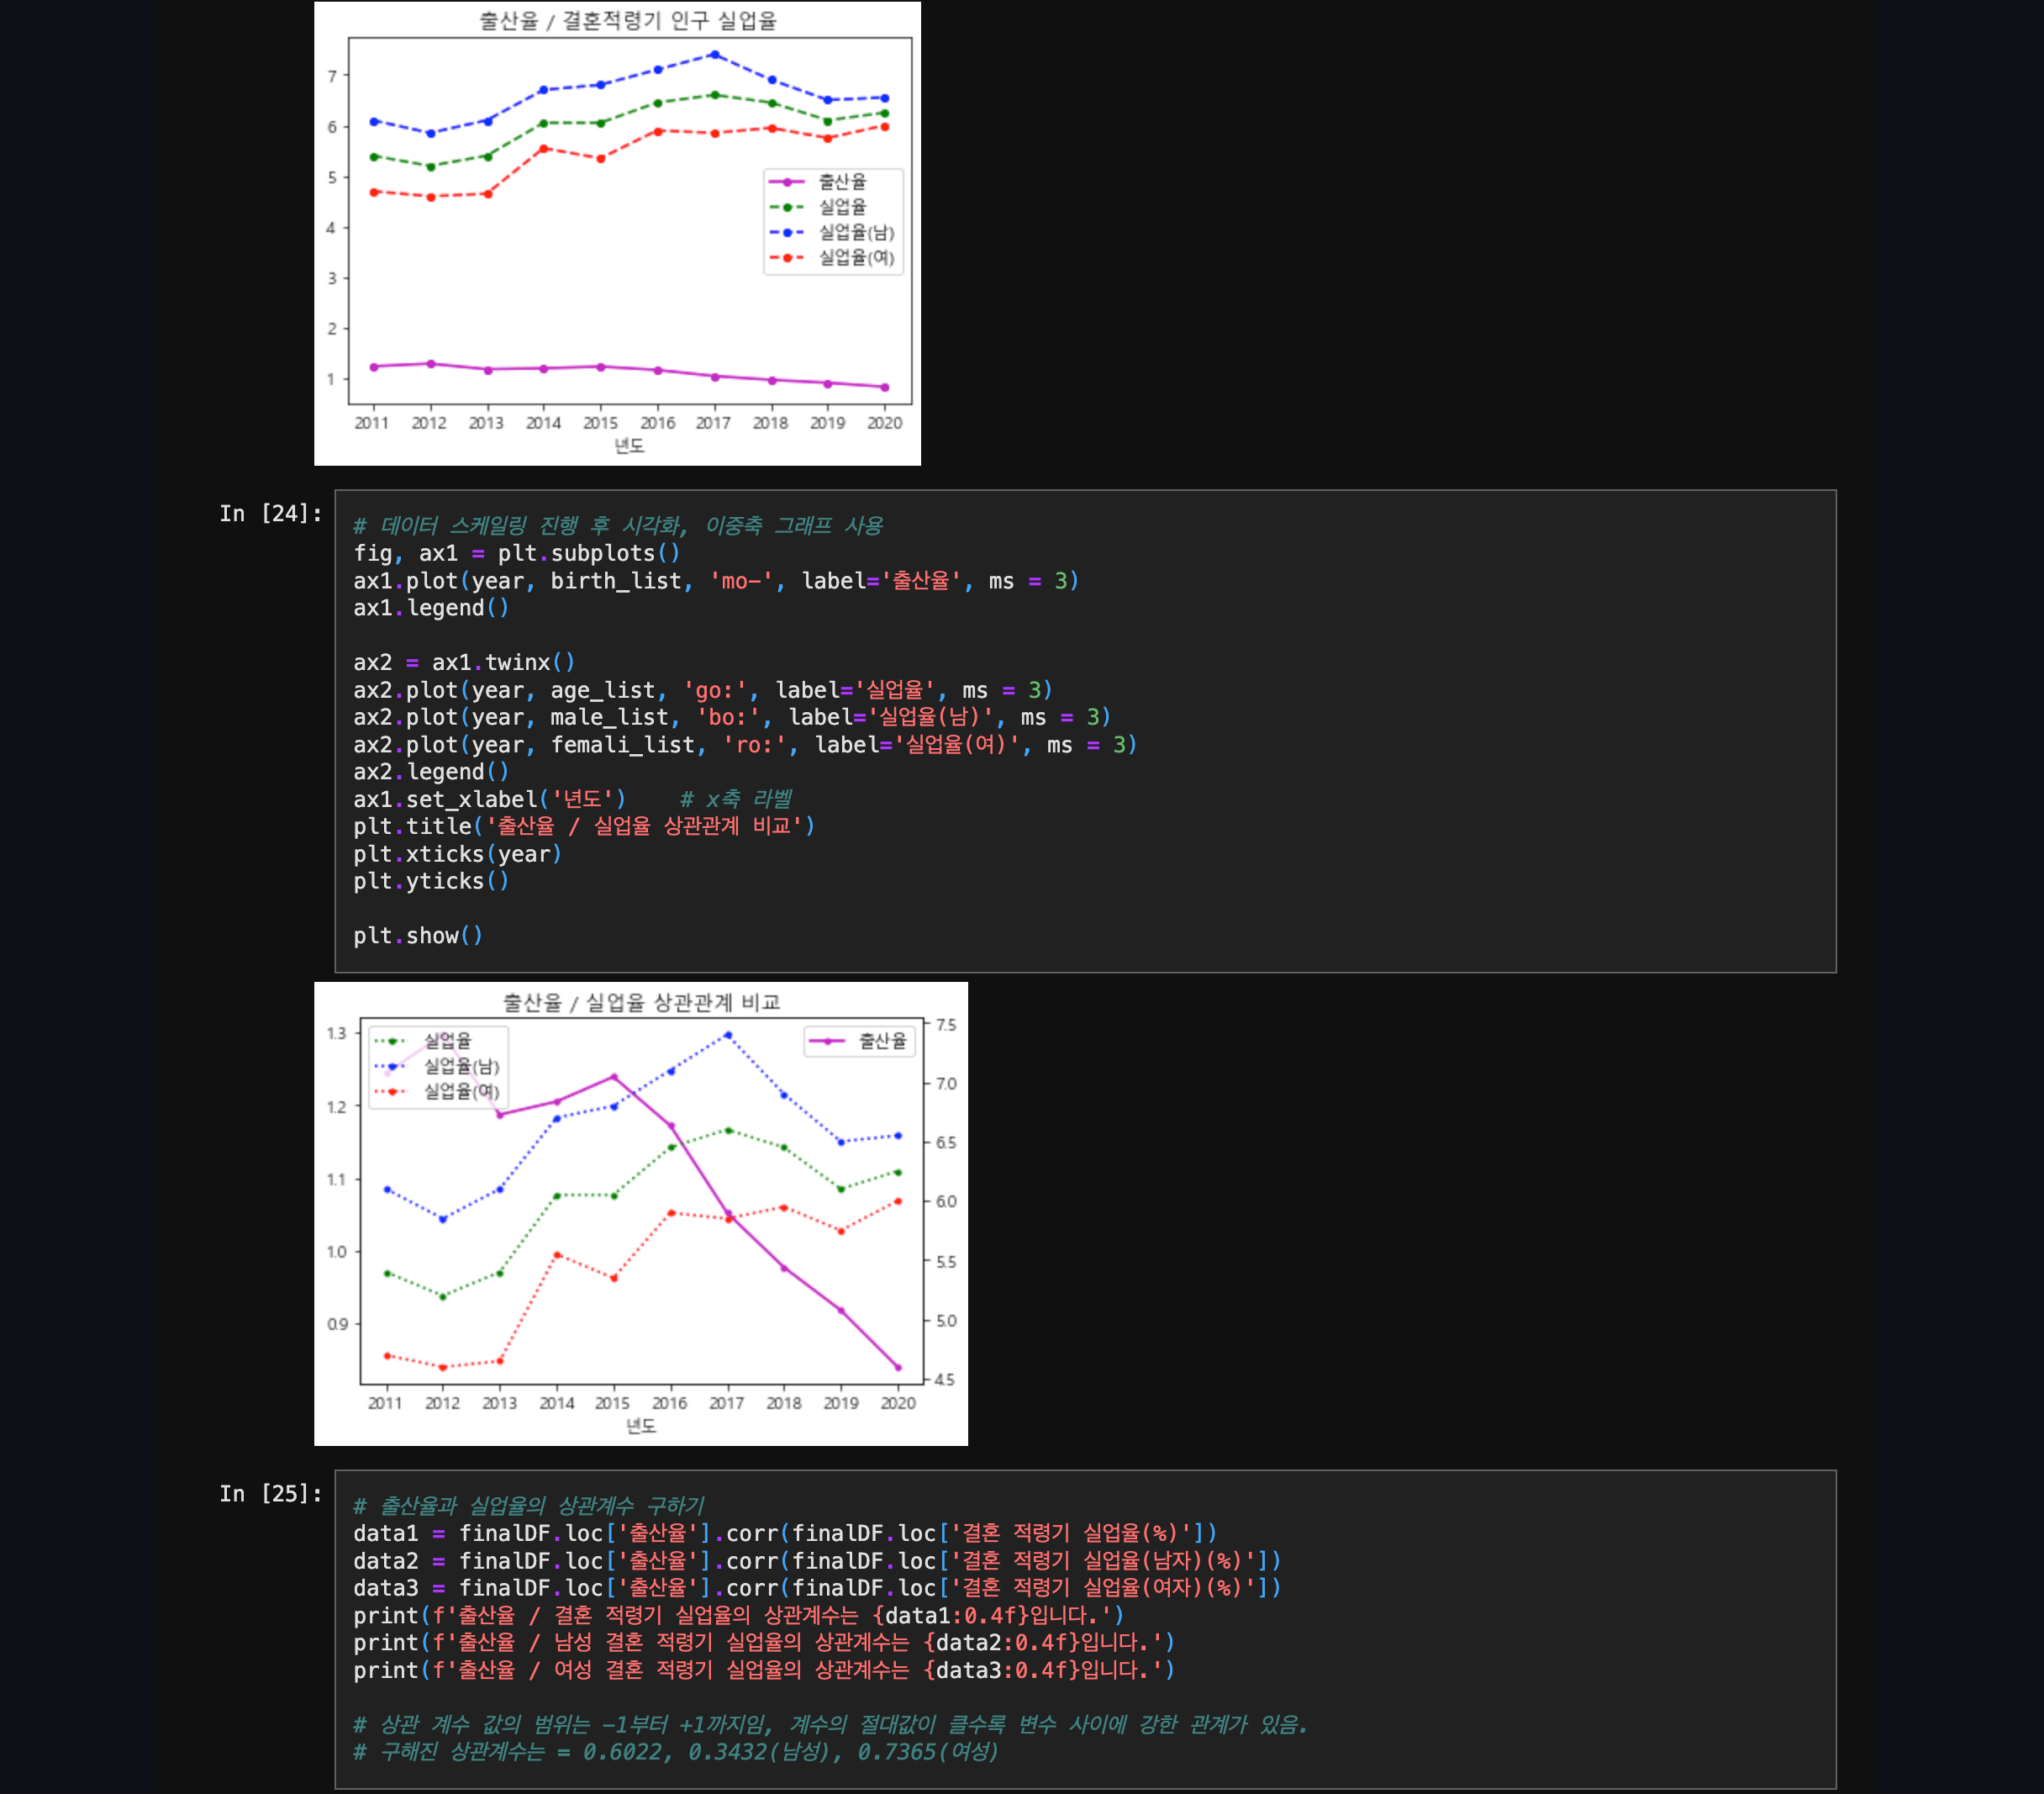 출산율 / 결혼적령기 인구 실업율
7
6
5
4
3
2
1
출산율
실업율
실업율(남)
실업율(여)
2011 2012 2013 2014 2015 2016 2017 2018 2019 2020
년도
In [24]:
# 데이터 스케일링 진행 후 시각화, 이중축 그래프 사용
fig, ax1 = plt.subplots()
ax1.plot(year, birth_list, 'mo-', label='출산율', ms = 3)
ax1.legend()
ax2 = ax1.twinx()
ax2.plot(year, age_list, 'go:', label='실업율', ms = 3)
ax2.plot(year, male_list, 'bo:', label='실업율(남)', ms = 3)
ax2.plot(year, femali_list, 'ro:', label='실업율(여)', ms = 3)
ax2.legend()
ax1.set_xlabel('년도')    # x축 라벨
plt.title('출산율 / 실업율 상관관계 비교')
plt.xticks(year)
plt.yticks()
plt.show()
출산율 / 실업율 상관관계 비교
1.3
1.2
1.1
1.0
0.9
실업율
실업율(남)
실업율(여)
출산율
7.5
7.0
6.5
6.0
5.5
5.0
4.5
2011 2012 2013 2014 2015 2016 2017 2018 2019 2020
년도
In [25]:
# 출산율과 실업율의 상관계수 구하기
data1 = finalDF.loc['출산율'].corr(finalDF.loc['결혼 적령기 실업율(%)'])
data2 = finalDF.loc['출산율'].corr(finalDF.loc['결혼 적령기 실업율(남자)(%)'])
data3 = finalDF.loc['출산율'].corr(finalDF.loc['결혼 적령기 실업율(여자)(%)'])
print(f'출산율 / 결혼 적령기 실업율의 상관계수는 {data1:0.4f}입니다.')
print(f'출산율 / 남성 결혼 적령기 실업율의 상관계수는 {data2:0.4f}입니다.')
print(f'출산율 / 여성 결혼 적령기 실업율의 상관계수는 {data3:0.4f}입니다.')
# 상관 계수 값의 범위는 -1부터 +1까지임, 계수의 절대값이 클수록 변수 사이에 강한 관계가 있음.
# 구해진 상관계수는 = 0.6022, 0.3432(남성), 0.7365(여성)